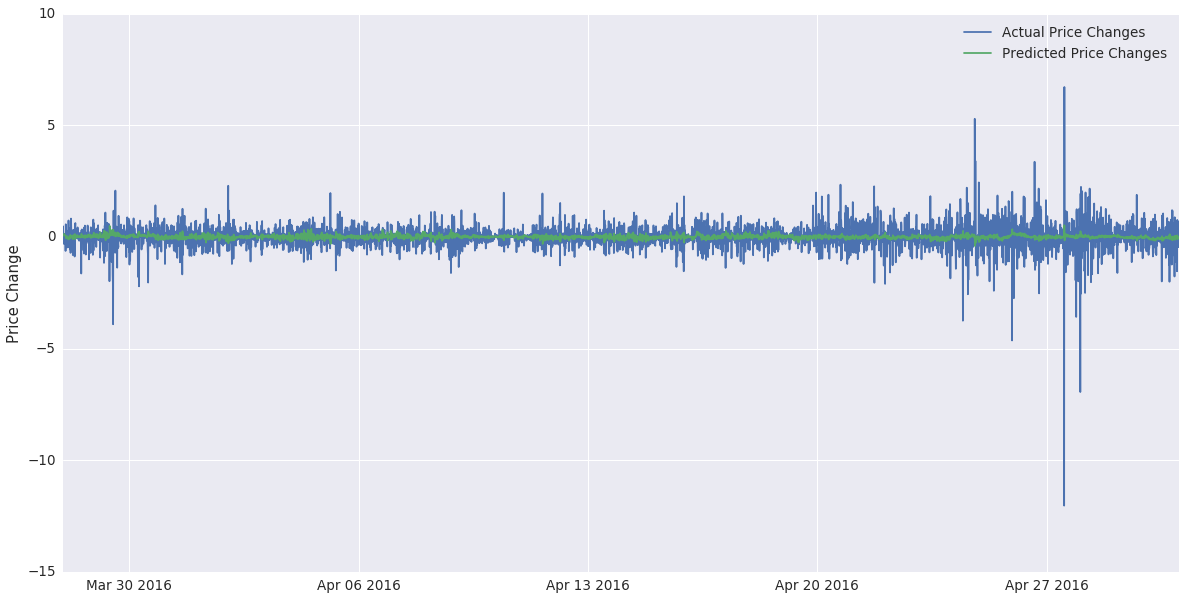 10
5
0
−5
−10
−15
Price Change
Actual Price Changes
Predicted Price Changes
Mar 30 2016
Apr 06 2016
Apr 13 2016
Apr 20 2016
Apr 27 2016